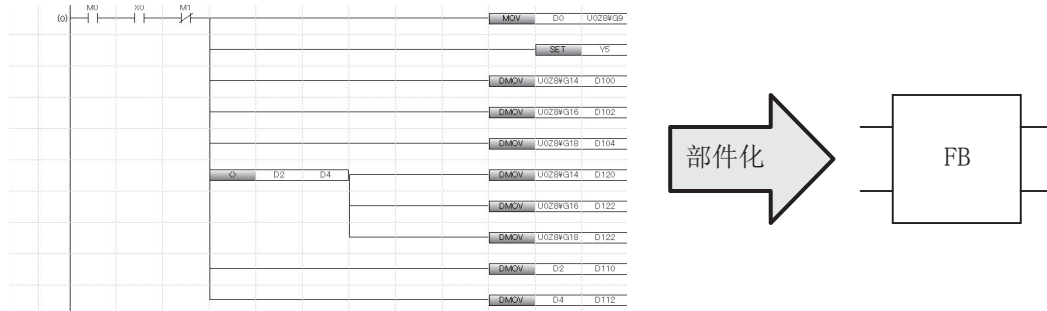 M0 X0 M1
(0) MOV D0 U0Z8¥G9
SET Y5
DMOV U0Z8¥G14 D100
DMOV U0Z8¥G16 D102
DMOV U0Z8¥G18 D104
<> D2 D4 DMOV U0Z8¥G14 D120
DMOV U0Z8¥G16 D122
DMOV U0Z8¥G18 D122
DMOV D2 D110
DMOV D4 D112
部件化
FB